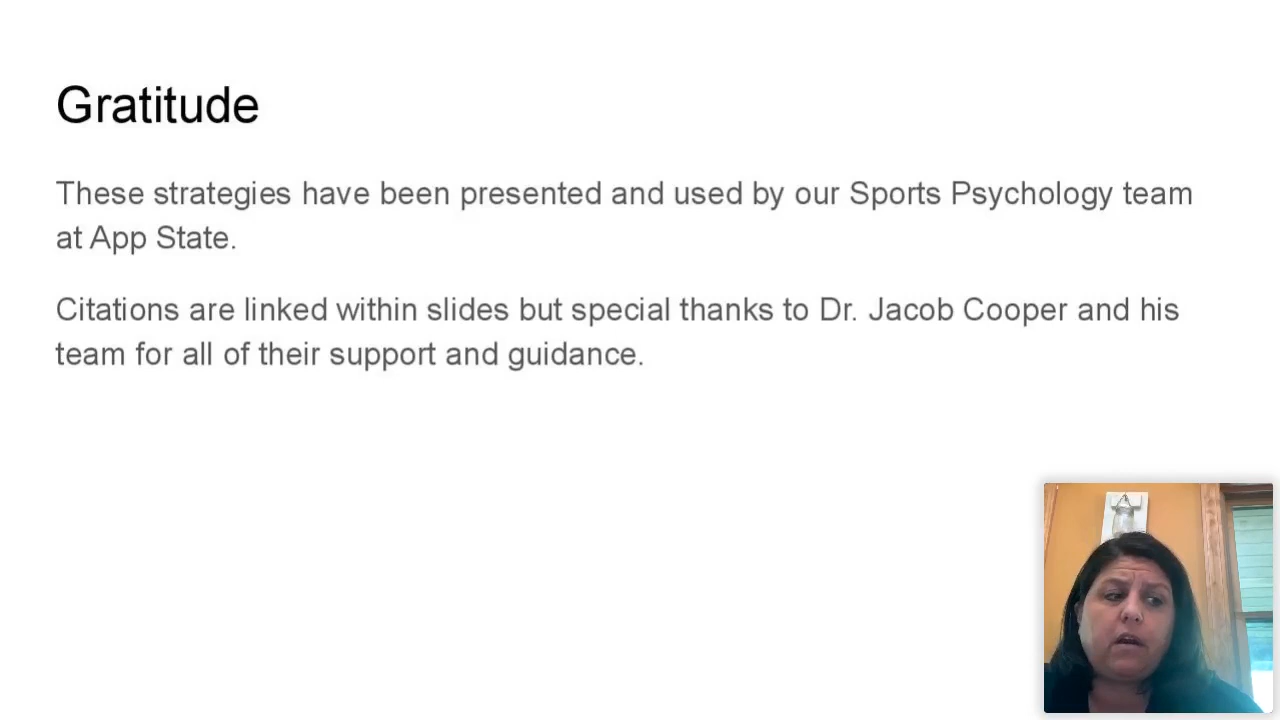 Gratitude
These strategies have been presented and used by our Sports Psychology team
at App State.
Citations are linked within slides but special thanks to Dr. Jacob Cooper and his
team for all of their support and guidance.